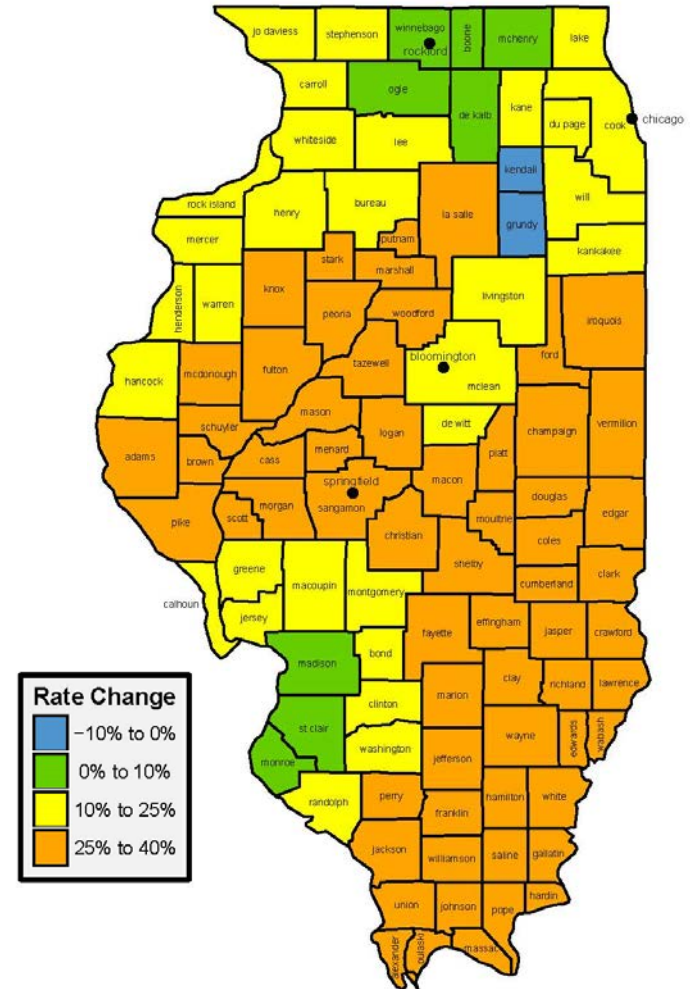 jo daviess
stephenson
winnebago
rockford
boone
mchenry
lake
carroll
ogle
de kalb
kane
du page
cook
chicago
whiteside
lee
kendall
will
rock island
henry
bureau
la salle
grundy
mercer
putnam
kankakee
stark
marshall
henderson
warren
knox
peoria
woodford
livingston
iroquois
ford
hancock
mcdonough
fulton
tazewell
bloomington
mclean
mason
logan
de witt
schuyler
adams
brown
cass
menard
macon
piatt
champaign
vermilion
springfield
sangamon
pike
scott
morgan
christian
moultrie
douglas
edgar
coles
greene
macoupin
montgomery
shelby
cumberland
clark
calhoun
jersey
madison
bond
fayette
effingham
jasper
crawford
clay
richland
lawrence
marion
clinton
st clair
washington
monroe
wayne
edwards
wabash
jefferson
randolph
perry
franklin
hamilton
white
jackson
williamson
saline
gallatin
union
johnson
pope
hardin
alexander
pulaski
massac
Rate Change
−10% to 0%
0% to 10%
10% to 25%
25% to 40%